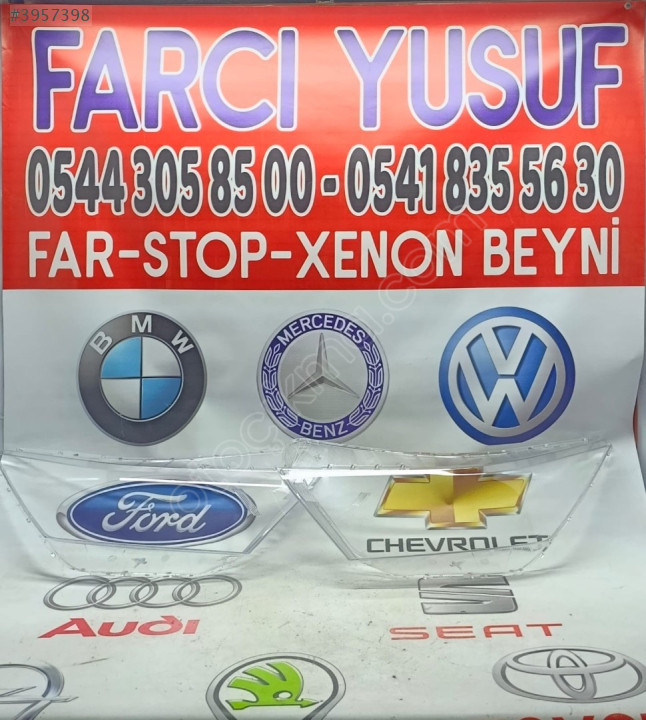 #3957398
FARCI YUSUF
0544 305 85 00 - 0541 835 56 30
FAR-STOP-XENON BEYNİ
BMW
MERCEDES
BENZ
Ford
CHEVROLET
Audi
SEAT